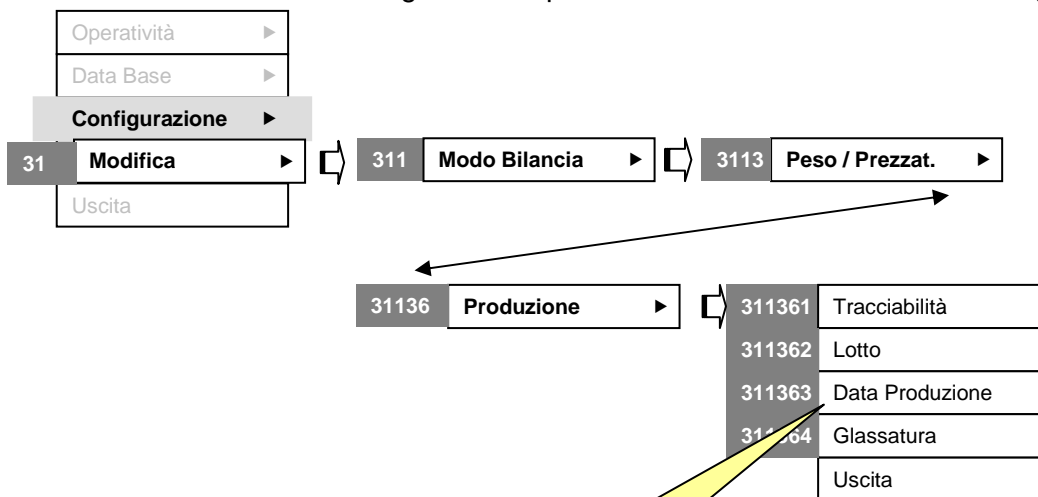 Operatività
Data Base
Configurazione
31 Modifica 311 Modo Bilancia 3113 Peso / Prezzat.
Uscita
31136 Produzione 311361 Tracciabilità
311362 Lotto
311363 Data Produzione
311364 Glassatura
Uscita